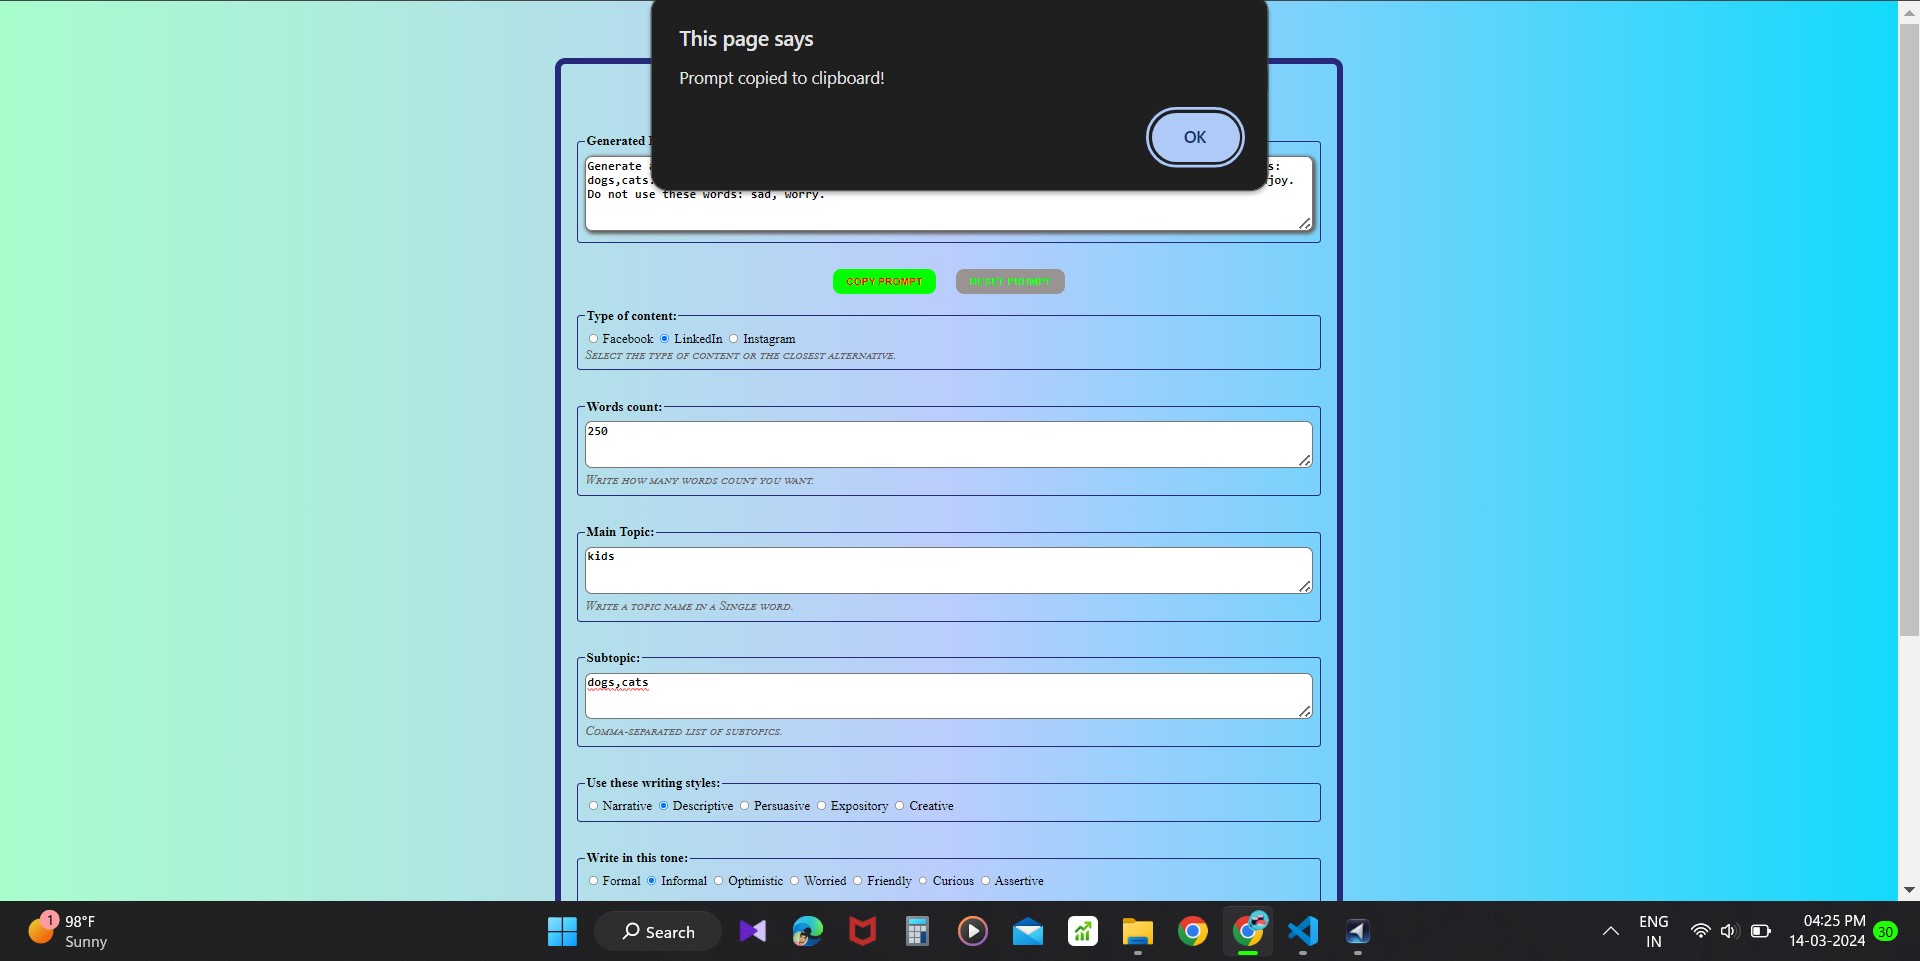 This page says
Prompt copied to clipboard!
OK
Generated
Generate
s:
dogs,cats.
joy.
Do not use these words: sad, worry.
COPY PROMPT
RESET PROMPT
Type of content:
Facebook LinkedIn Instagram
Select the type of content or the closest alternative.
Words count:
250
Write how many words count you want.
Main Topic:
kids
Write a topic name in a Single word.
Subtopic:
dogs,cats
Comma-separated list of subtopics.
Use these writing styles:
Narrative Descriptive Persuasive Expository Creative
Write in this tone:
Formal Informal Optimistic Worried Friendly Curious Assertive
1
98°F
Sunny
Search
ENG
IN
04:25 PM
14-03-2024
30